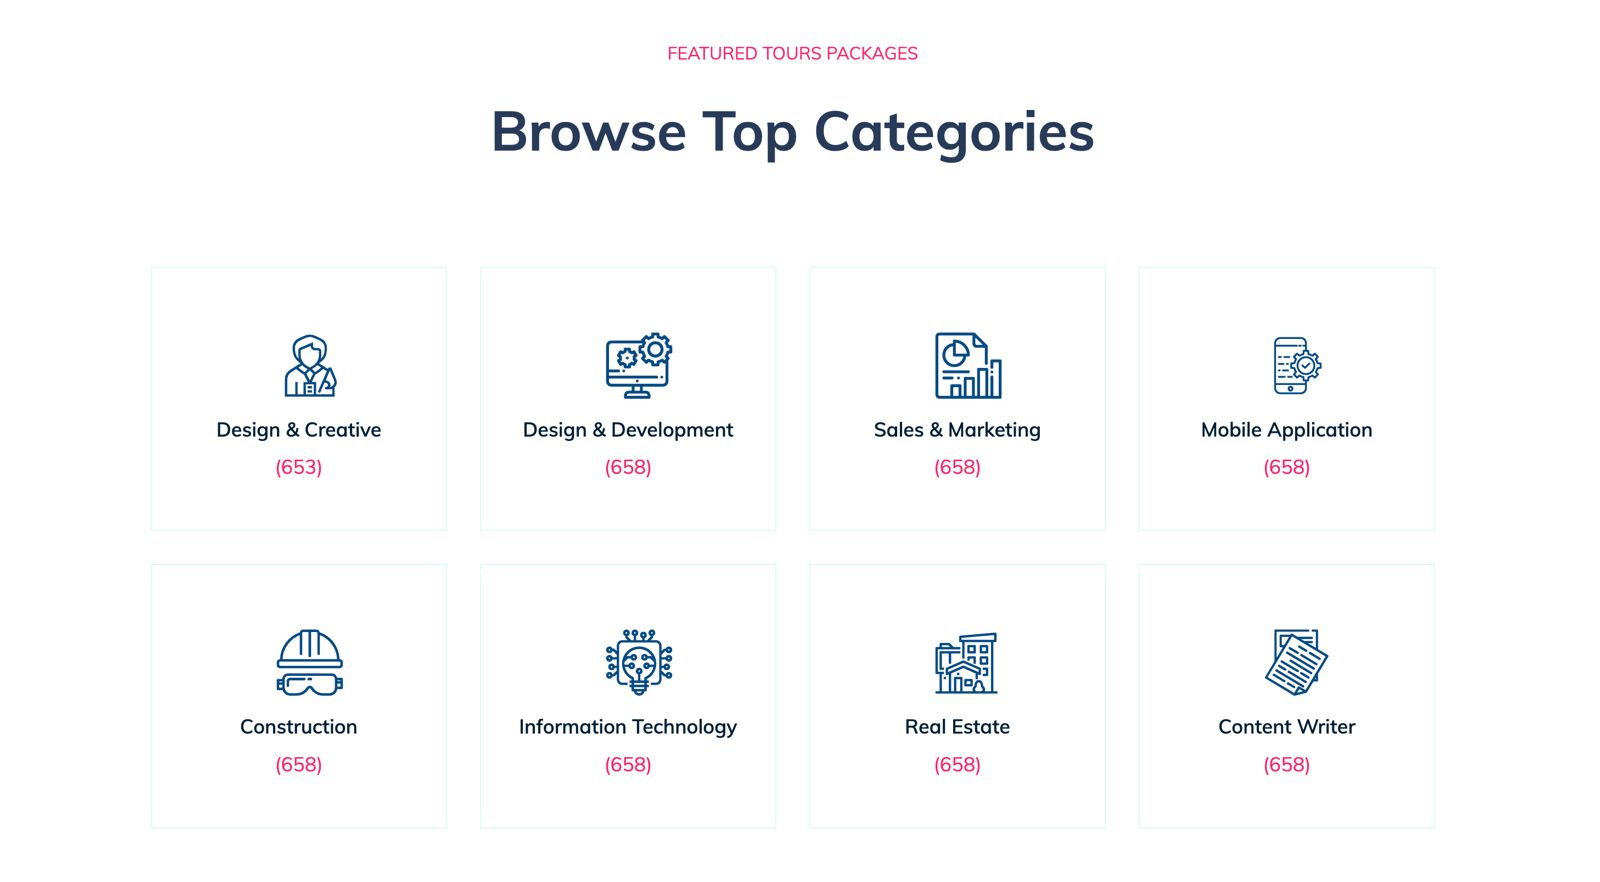 FEATURED TOURS PACKAGES
Browse Top Categories
Design & Creative
(653)
Design & Development
(658)
Sales & Marketing
(658)
Mobile Application
(658)
Construction
(658)
Information Technology
(658)
Real Estate
(658)
Content Writer
(658)